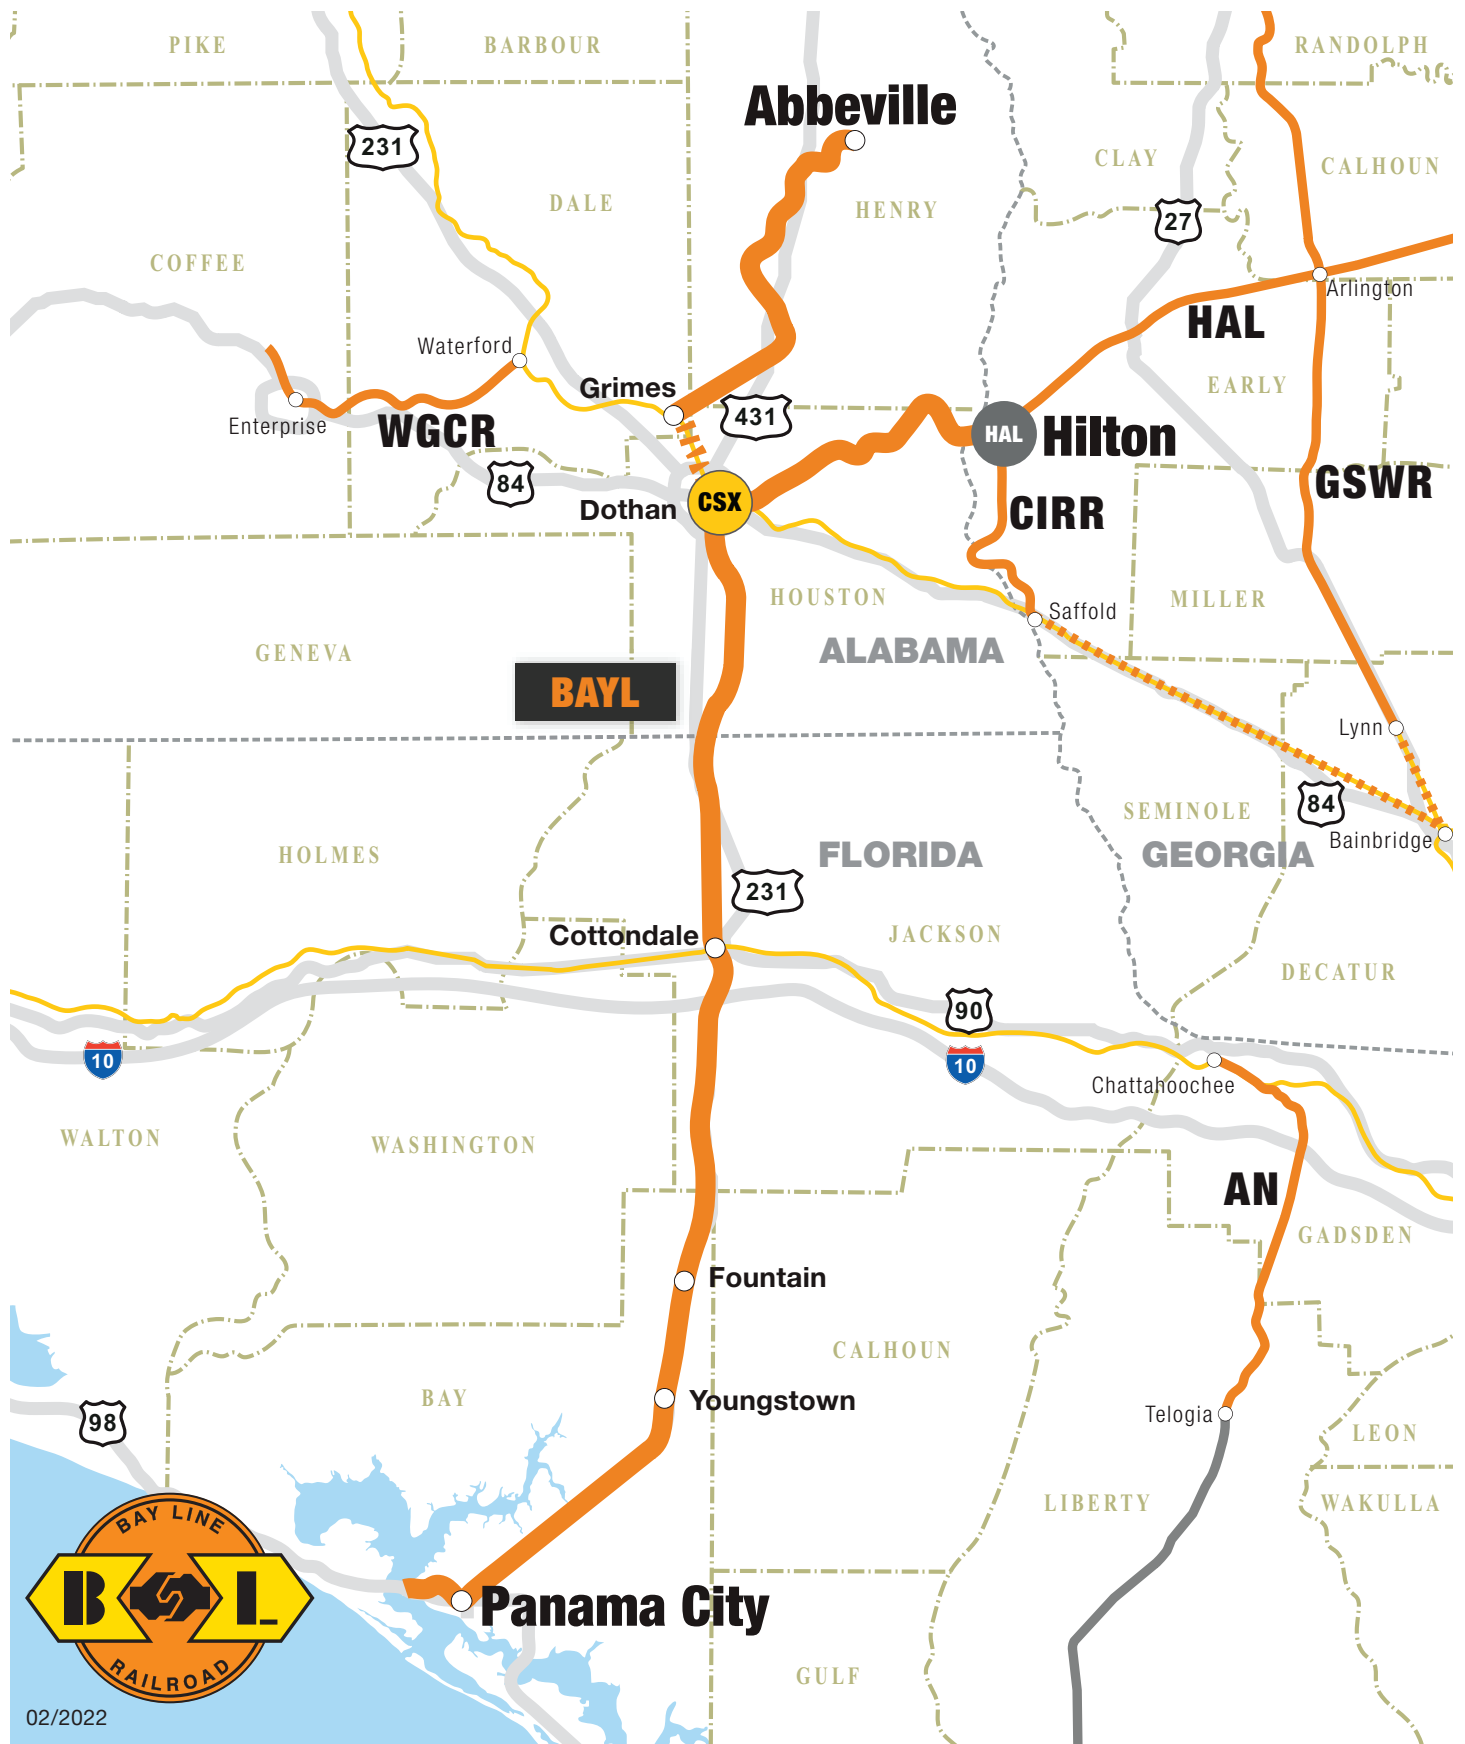 PIKE
BARBOUR
RANDOLPH
Abbeville
231
CLAY
CALHOUN
DALE
HENRY
27
COFFEE
Arlington
HAL
Waterford
Grimes
EARLY
431
Enterprise
WGCR
HAL
Hilton
84
GSWR
Dothan
CSX
CIRR
HOUSTON
MILLER
Saffold
ALABAMA
GENEVA
BAYL
Lynn
84
SEMINOLE
Bainbridge
HOLMES
FLORIDA
GEORGIA
231
Cottondale
JACKSON
DECATUR
90
10
10
Chattahoochee
WALTON
WASHINGTON
AN
GADSDEN
Fountain
CALHOUN
BAY
Youngstown
98
Telogia
LEON
LIBERTY
WAKULLA
BAY LINE
B L
RAILROAD
Panama City
GULF
02/2022